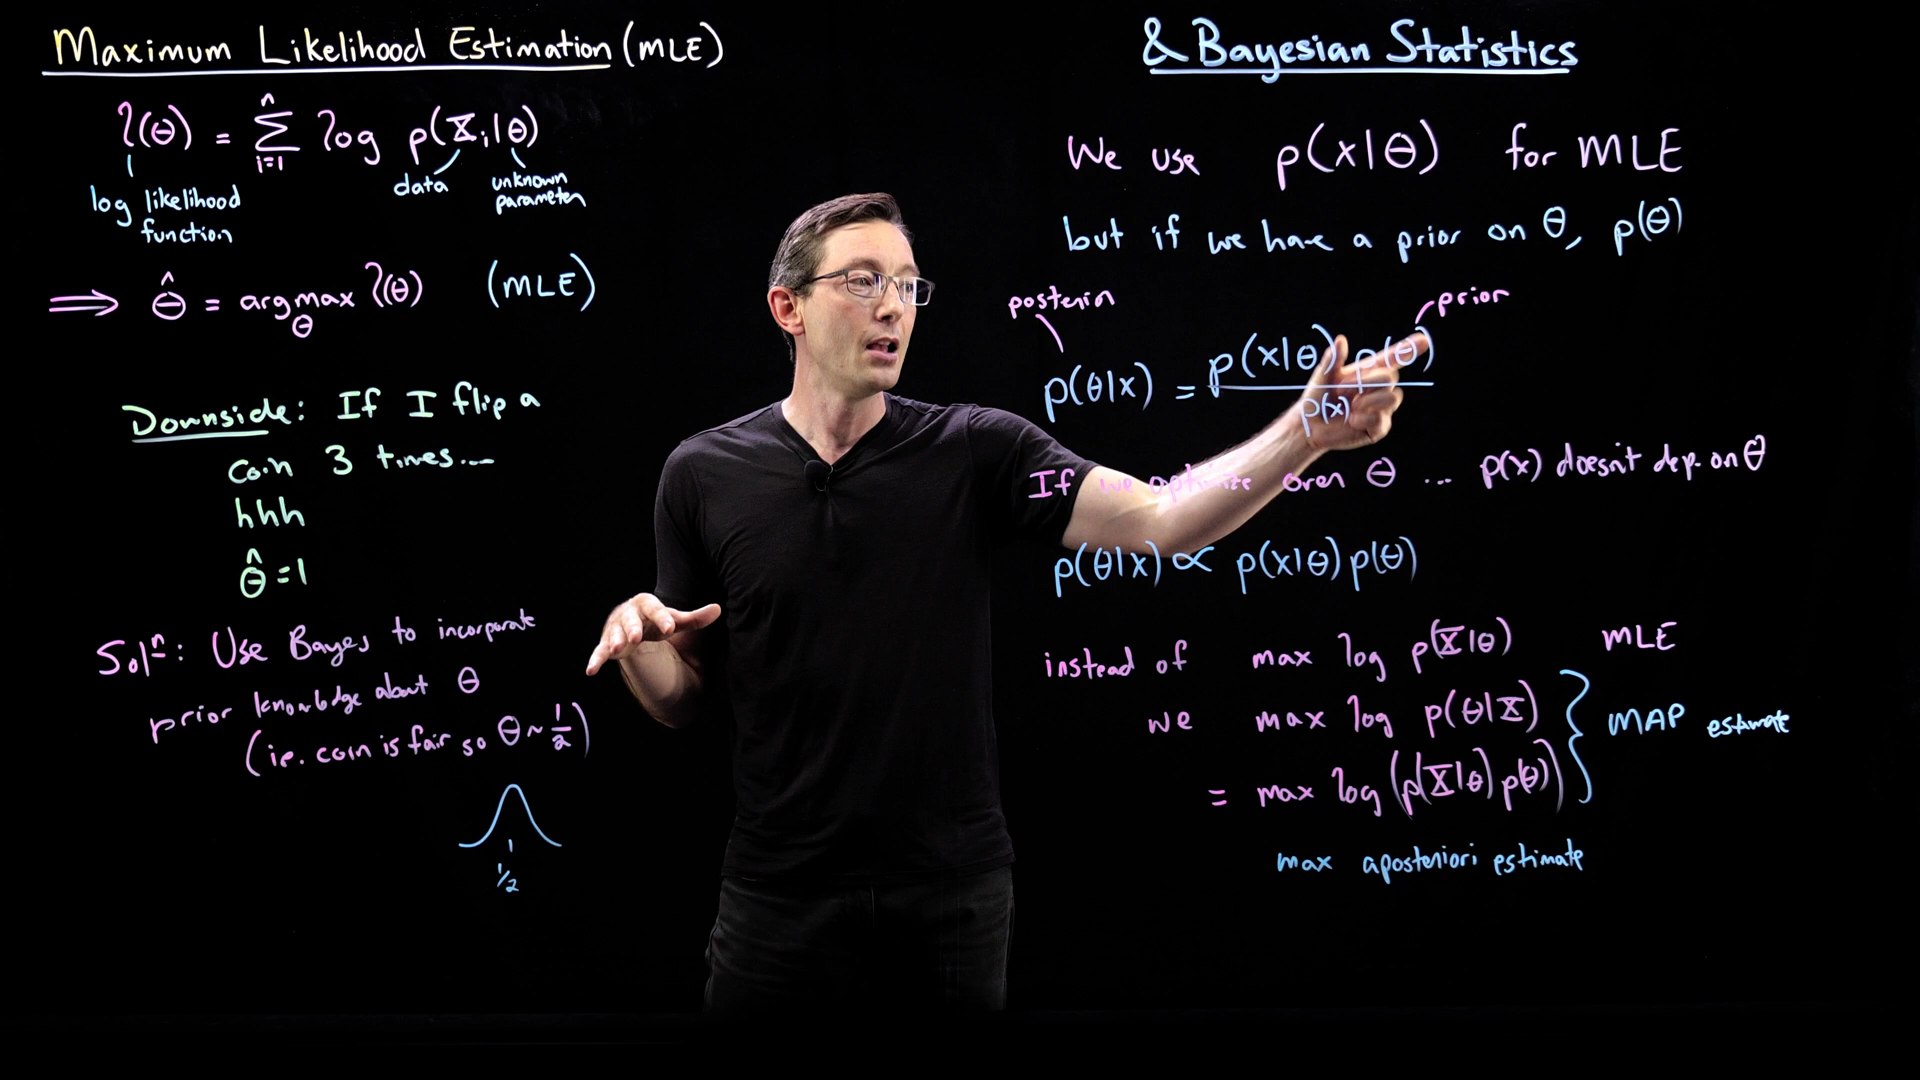 Maximum Likelihood Estimation (MLE)
ℓ(θ) = Σ_{i=1}^{n} log p(X_i|θ)
log likelihood function
data
unknown parameter
⟹ θ̂ = argmax_θ ℓ(θ) (MLE)
Downside: If I flip a
coin 3 times...
hhh
θ̂ = 1
Solⁿ: Use Bayes to incorporate
prior knowledge about θ
(ie. coin is fair so θ ~ 1/2)
1/2
& Bayesian Statistics
We use p(x|θ) for MLE
but if we have a prior on θ, p(θ)
posterior
prior
p(θ|x) = p(x|θ) p(θ) / p(x)
If we optimize over θ ... p(x) doesn't dep. on θ
p(θ|x) ∝ p(x|θ) p(θ)
instead of max log p(X|θ) MLE
we max log p(θ|X)
= max log (p(X|θ) p(θ))
} MAP estimate
max aposteriori estimate